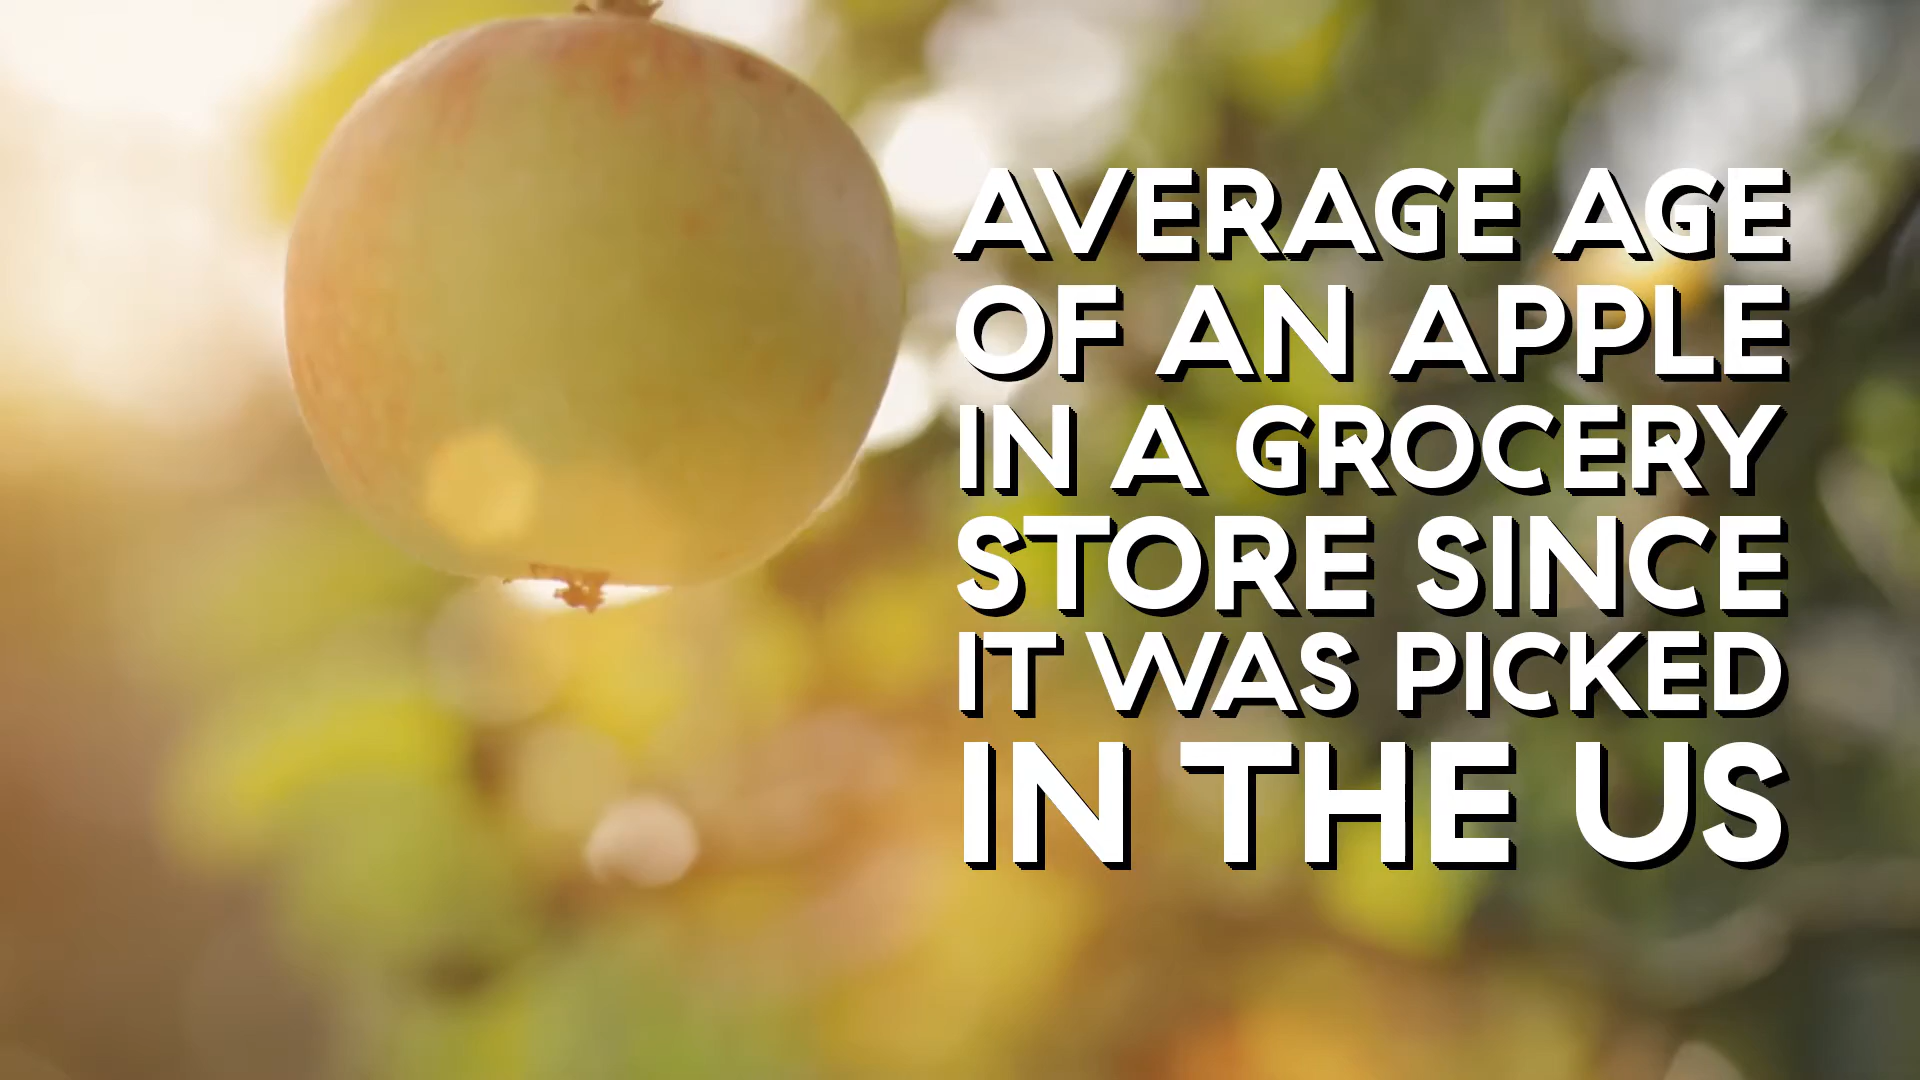 AVERAGE AGE
OF AN APPLE
IN A GROCERY
STORE SINCE
IT WAS PICKED
IN THE US